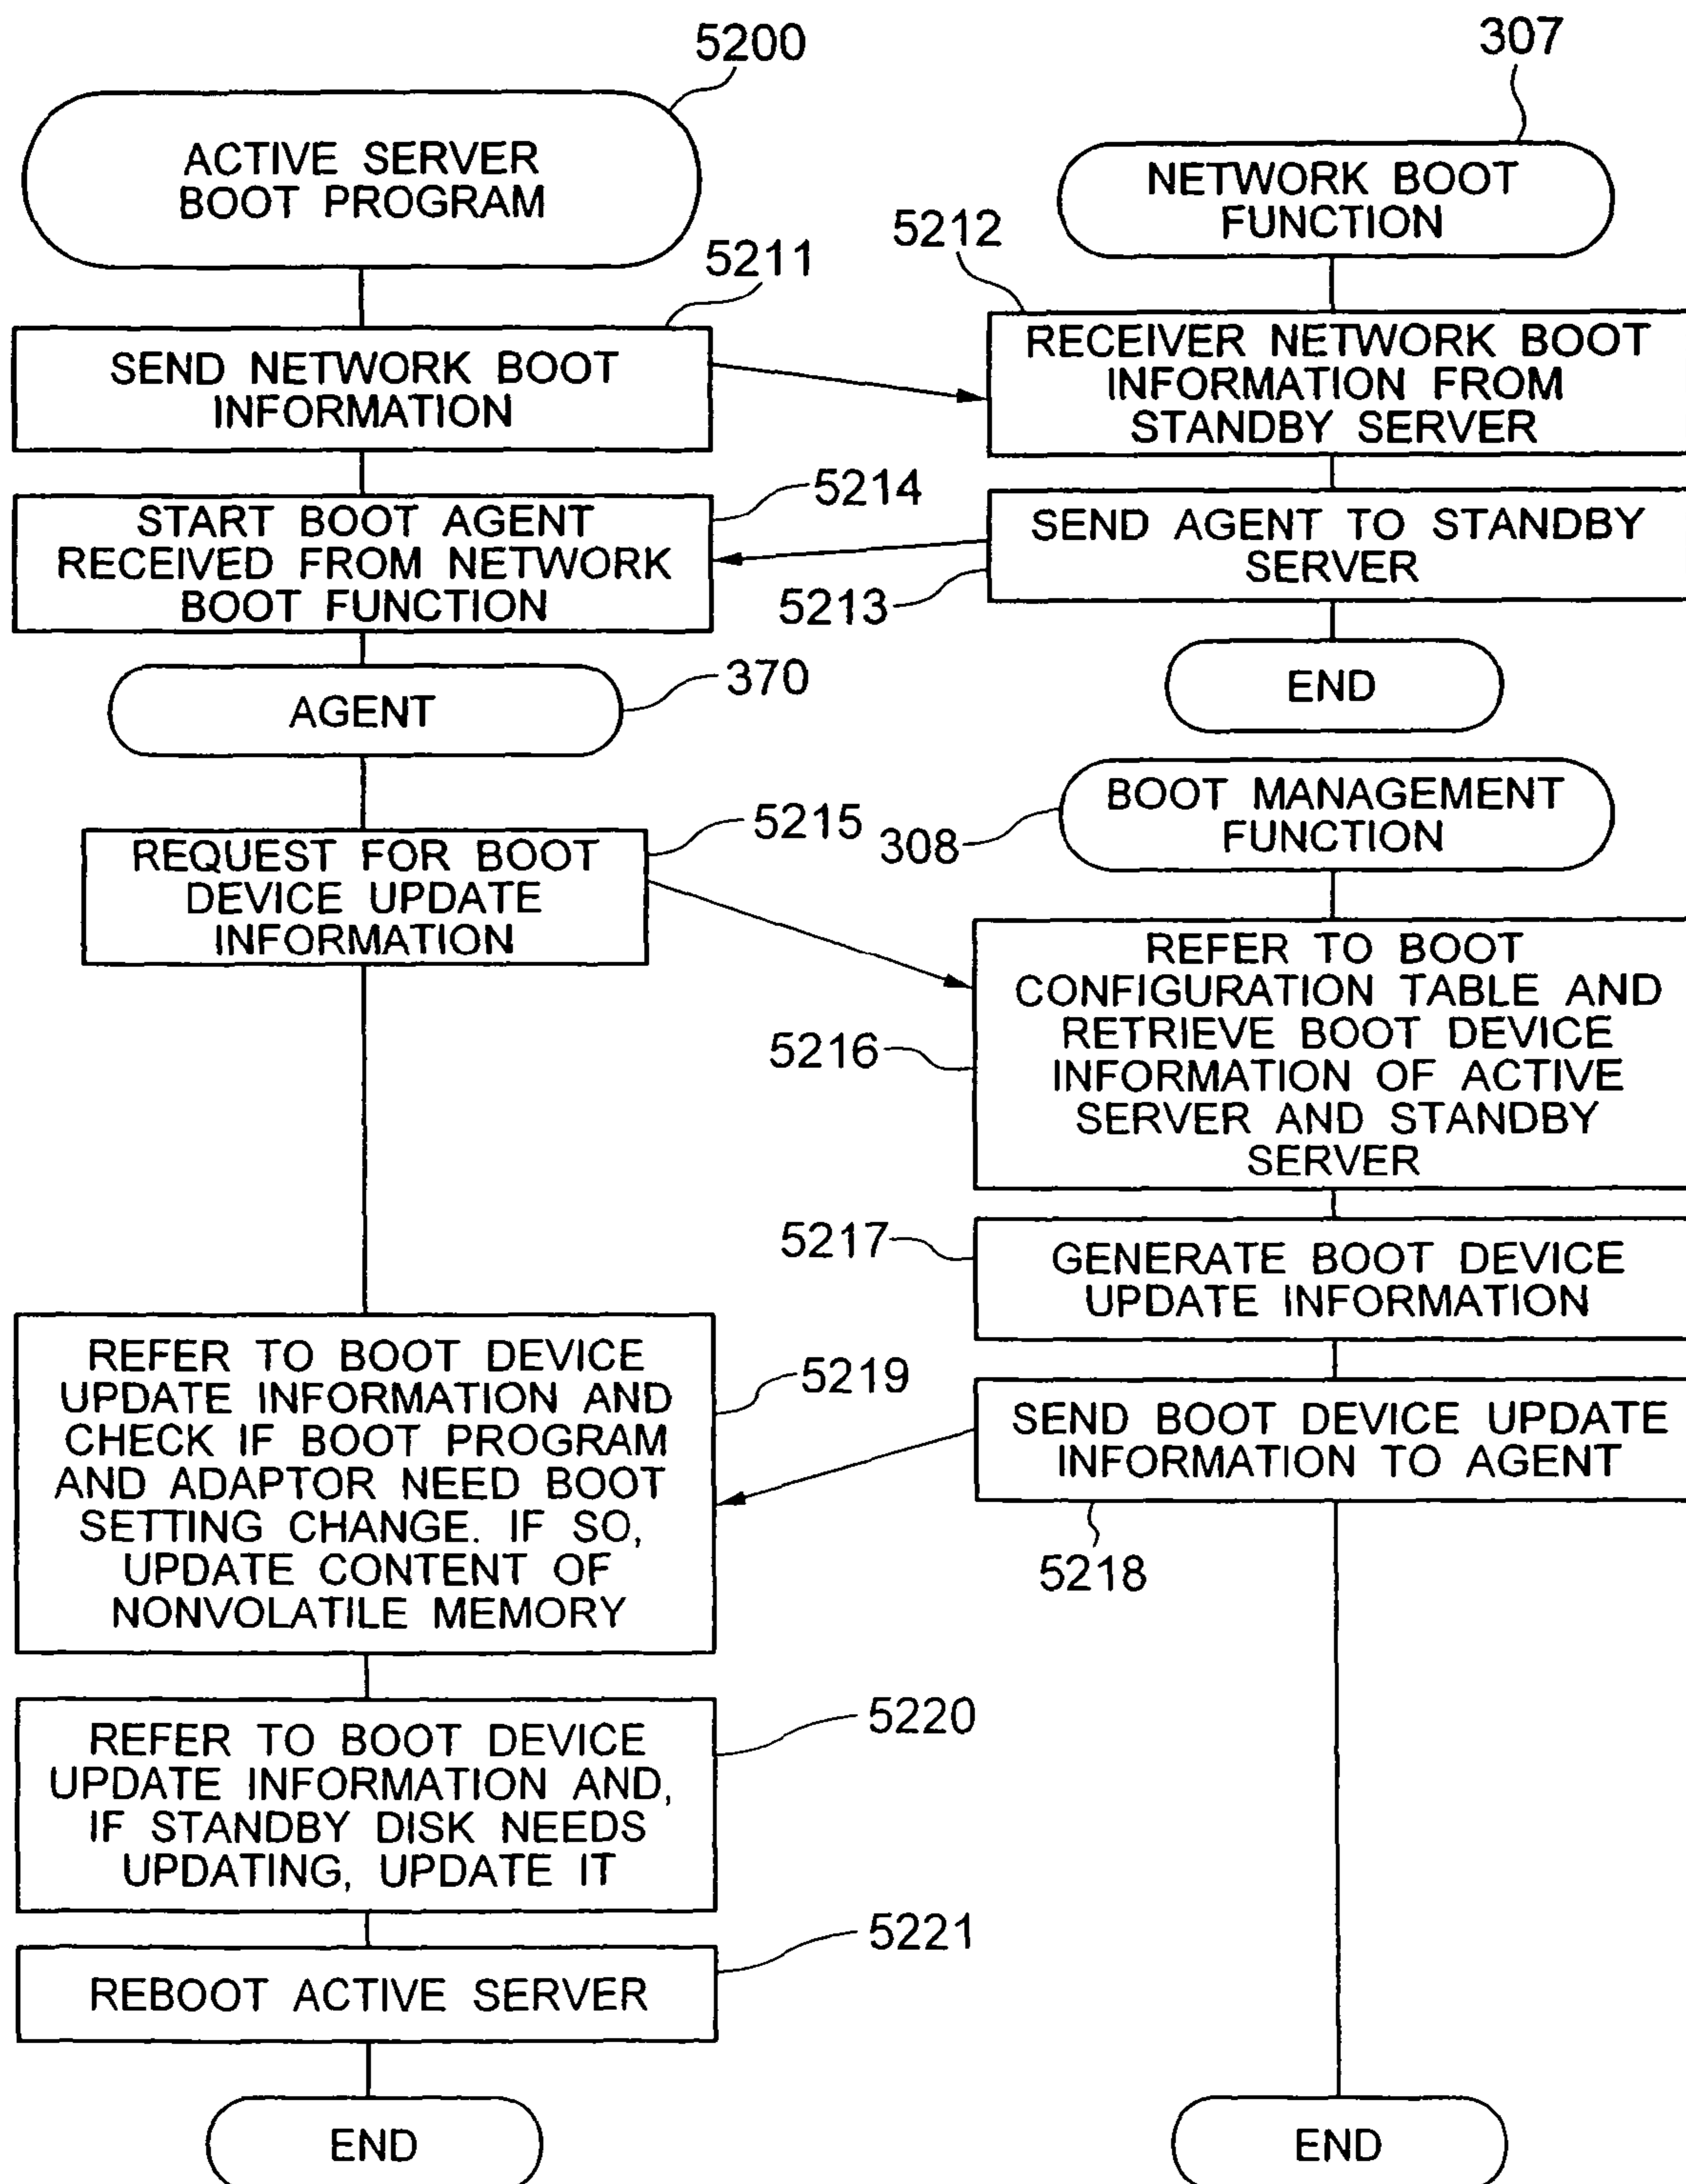 5200
307
ACTIVE SERVER
BOOT PROGRAM
NETWORK BOOT
FUNCTION
5211
5212
SEND NETWORK BOOT
INFORMATION
RECEIVER NETWORK BOOT
INFORMATION FROM
STANDBY SERVER
5214
START BOOT AGENT
RECEIVED FROM NETWORK
BOOT FUNCTION
SEND AGENT TO STANDBY
SERVER
5213
END
AGENT
370
BOOT MANAGEMENT
FUNCTION
308
5215
REQUEST FOR BOOT
DEVICE UPDATE
INFORMATION
REFER TO BOOT
CONFIGURATION TABLE AND
RETRIEVE BOOT DEVICE
INFORMATION OF ACTIVE
SERVER AND STANDBY
SERVER
5216
5217
GENERATE BOOT DEVICE
UPDATE INFORMATION
REFER TO BOOT DEVICE
UPDATE INFORMATION AND
CHECK IF BOOT PROGRAM
AND ADAPTOR NEED BOOT
SETTING CHANGE. IF SO,
UPDATE CONTENT OF
NONVOLATILE MEMORY
5219
SEND BOOT DEVICE UPDATE
INFORMATION TO AGENT
5218
REFER TO BOOT DEVICE
UPDATE INFORMATION AND,
IF STANDBY DISK NEEDS
UPDATING, UPDATE IT
5220
5221
REBOOT ACTIVE SERVER
END
END